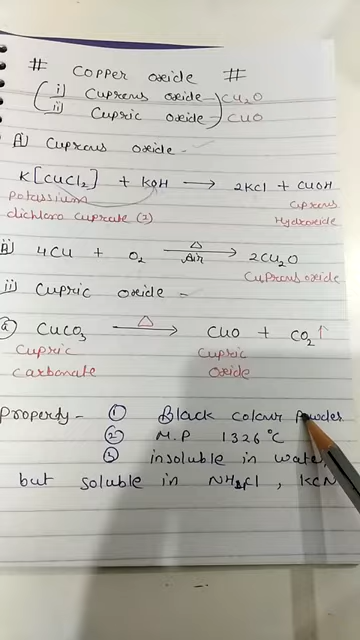 # Copper oxide #
i) Cuprous oxide - Cu2O
ii) Cupric oxide - CuO
i) Cuprous oxide -
K[CuCl2] + KOH → 2KCl + CuOH
potassium cuprous
dichloro cuprate (I) Hydroxide
ii) 4Cu + O2 △ Air → 2Cu2O
Cuprous oxide
ii) Cupric oxide -
a) CuCO3 △ → CuO + CO2 ↑
Cupric Cupric
carbonate oxide
Property - ① Black colour powder
② M.P 1326°C
③ insoluble in water
but soluble in NH4Cl, KCN